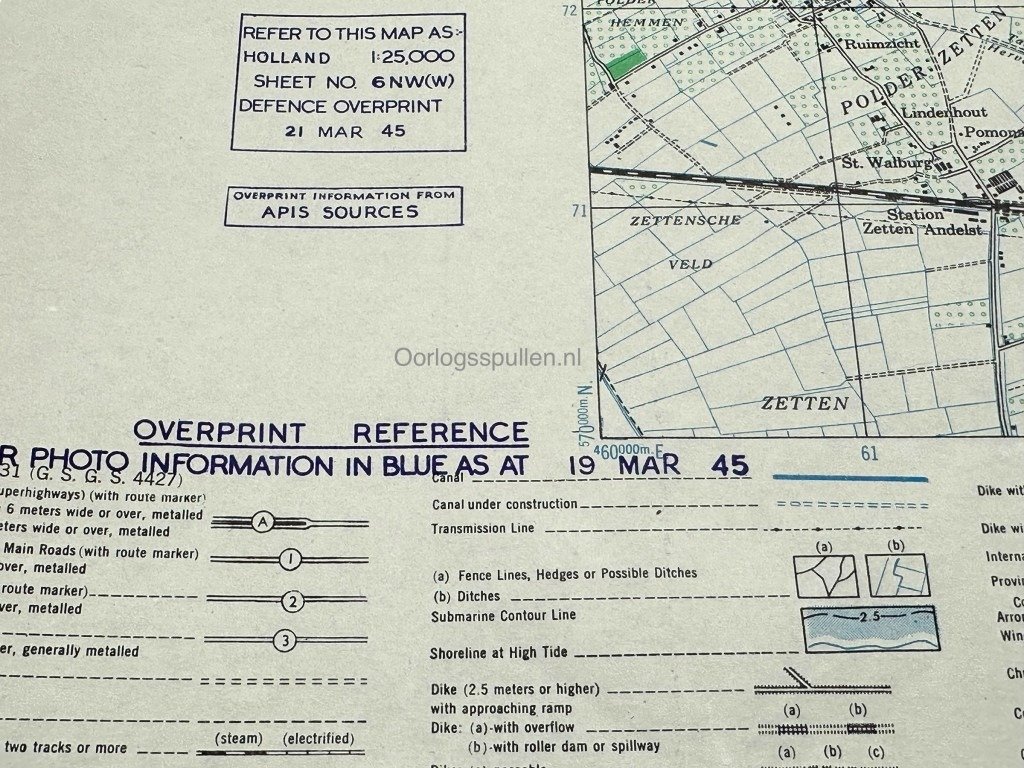 REFER TO THIS MAP AS:-
HOLLAND 1:25,000
SHEET NO. 6 NW(W)
DEFENCE OVERPRINT
21 MAR 45
OVERPRINT INFORMATION FROM
APIS SOURCES
72
POLDER
HEMMEN
Ruimzicht
POLDER ZETTEN
Lindenhout
Pomona
St. Walburg
71
ZETTENSCHE
VELD
Station
Zetten Andelst
Oorlogsspullen.nl
ZETTEN
570000m. N.
460000m. E
61
OVERPRINT REFERENCE
R PHOTO INFORMATION IN BLUE AS AT 19 MAR 45
31 (G. S. G. S. 4427)
uperhighways) (with route marker)
6 meters wide or over, metalled
eters wide or over, metalled
A
Main Roads (with route marker)
over, metalled
1
route marker)
ver, metalled
2
er, generally metalled
3
two tracks or more
(steam) (electrified)
Canal
Canal under construction
Transmission Line
(a) (b)
(a) Fence Lines, Hedges or Possible Ditches
(b) Ditches
Submarine Contour Line
2.5
Shoreline at High Tide
Dike (2.5 meters or higher)
with approaching ramp
(a) (b)
Dike: (a)-with overflow
(b)-with roller dam or spillway
(a) (b) (c)
Dike wit
Dike wi
Interna
Provin
Co
Arro
Win
Ch